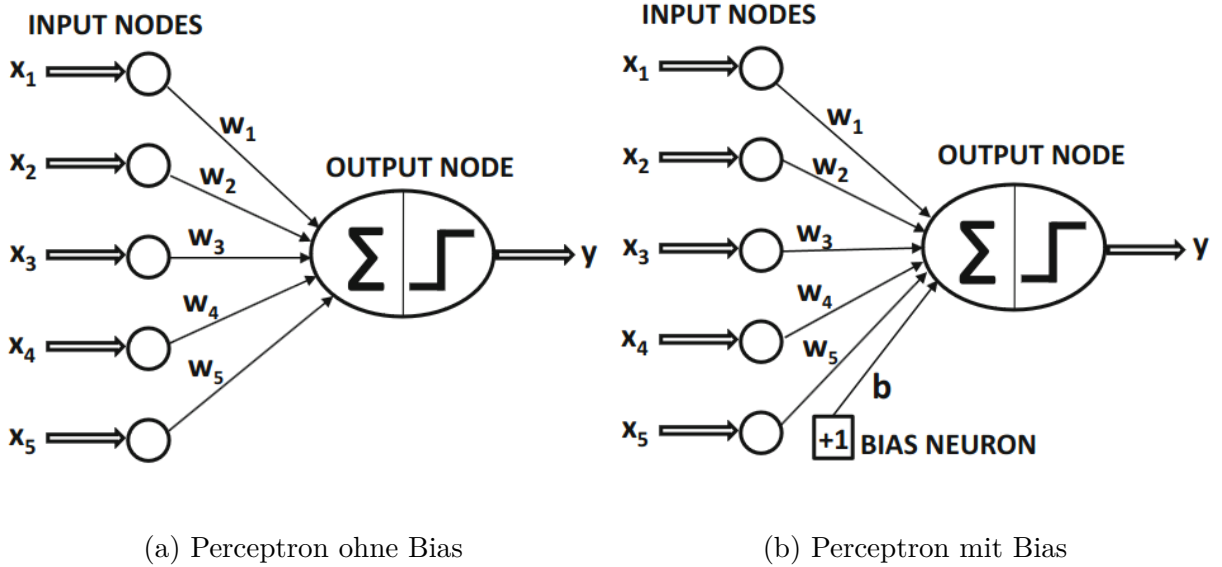 INPUT NODES
x1
w1
x2
w2
OUTPUT NODE
x3
w3
∑
y
x4
w4
x5
w5
(a) Perceptron ohne Bias
INPUT NODES
x1
w1
x2
w2
OUTPUT NODE
x3
w3
∑
y
x4
w4
w5
b
x5
+1 BIAS NEURON
(b) Perceptron mit Bias